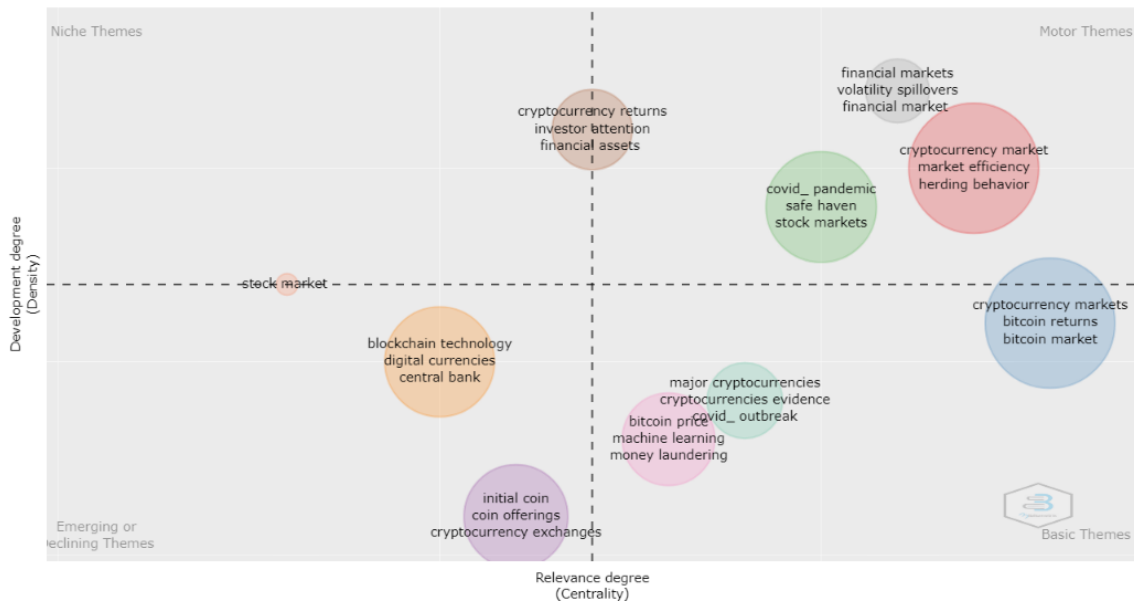 Niche Themes
Motor Themes
financial markets
volatility spillovers
financial market
cryptocurrency returns
investor attention
financial assets
cryptocurrency market
market efficiency
herding behavior
covid_ pandemic
safe haven
stock markets
Development degree
(Density)
stock market
cryptocurrency markets
bitcoin returns
bitcoin market
blockchain technology
digital currencies
central bank
major cryptocurrencies
cryptocurrencies evidence
covid_ outbreak
bitcoin price
machine learning
money laundering
initial coin
coin offerings
cryptocurrency exchanges
Emerging or
Declining Themes
Basic Themes
Relevance degree
(Centrality)